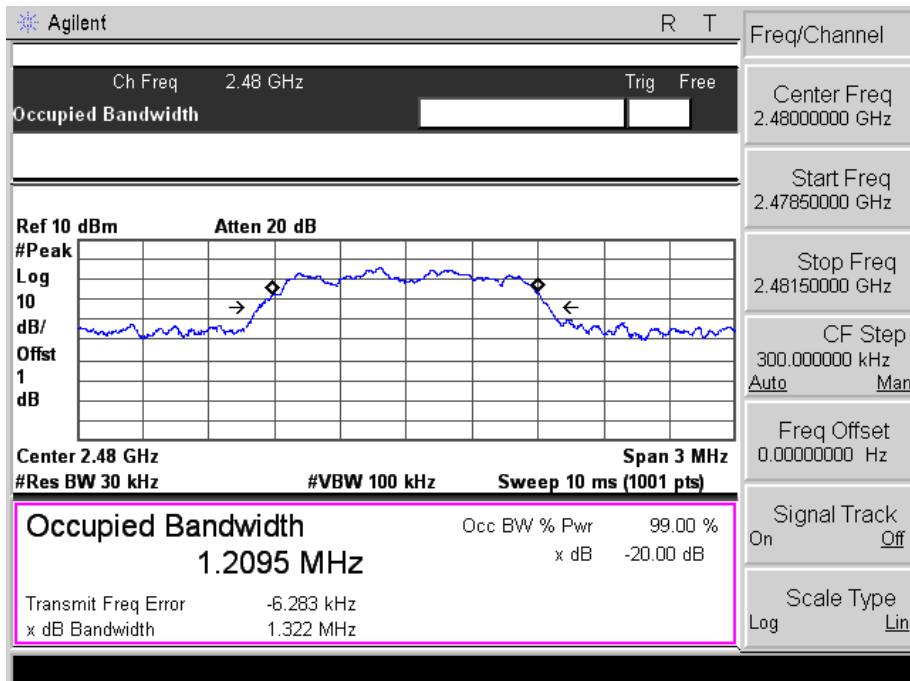 Agilent R T
Ch Freq 2.48 GHz Trig Free
Occupied Bandwidth
Ref 10 dBm Atten 20 dB
#Peak
Log
10
dB/
Offst
1
dB
Center 2.48 GHz Span 3 MHz
#Res BW 30 kHz #VBW 100 kHz Sweep 10 ms (1001 pts)
Occupied Bandwidth
1.2095 MHz
Occ BW % Pwr 99.00 %
x dB -20.00 dB
Transmit Freq Error -6.283 kHz
x dB Bandwidth 1.322 MHz
Freq/Channel
Center Freq
2.48000000 GHz
Start Freq
2.47850000 GHz
Stop Freq
2.48150000 GHz
CF Step
300.000000 kHz
Auto Man
Freq Offset
0.00000000 Hz
Signal Track
On Off
Scale Type
Log Lin